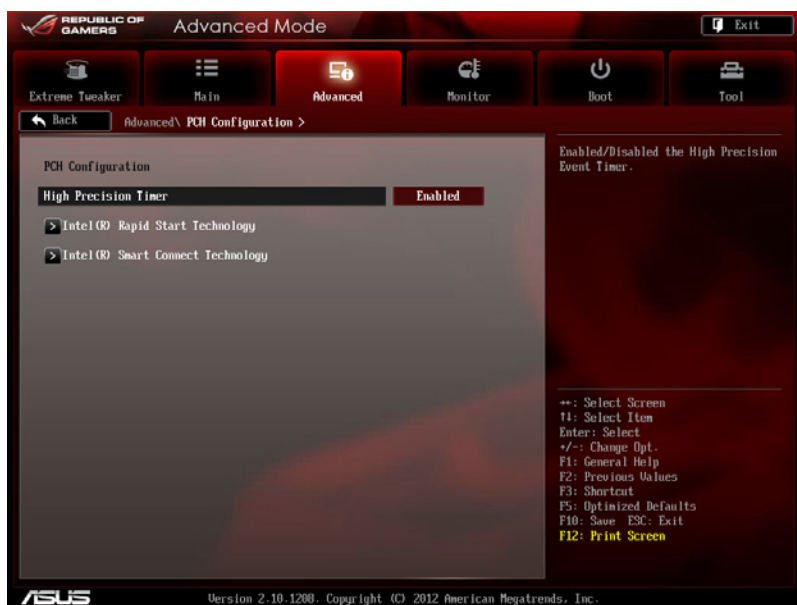 REPUBLIC OF
GAMERS
Advanced Mode
Exit
Extreme Tweaker
Main
Advanced
Monitor
Boot
Tool
Back
Advanced\ PCH Configuration >
PCH Configuration
High Precision Timer
Enabled
Intel(R) Rapid Start Technology
Intel(R) Smart Connect Technology
Enabled/Disabled the High Precision
Event Timer.
→←: Select Screen
↑↓: Select Item
Enter: Select
+/-: Change Opt.
F1: General Help
F2: Previous Values
F3: Shortcut
F5: Optimized Defaults
F10: Save ESC: Exit
F12: Print Screen
ASUS
Version 2.10.1208. Copyright (C) 2012 American Megatrends, Inc.